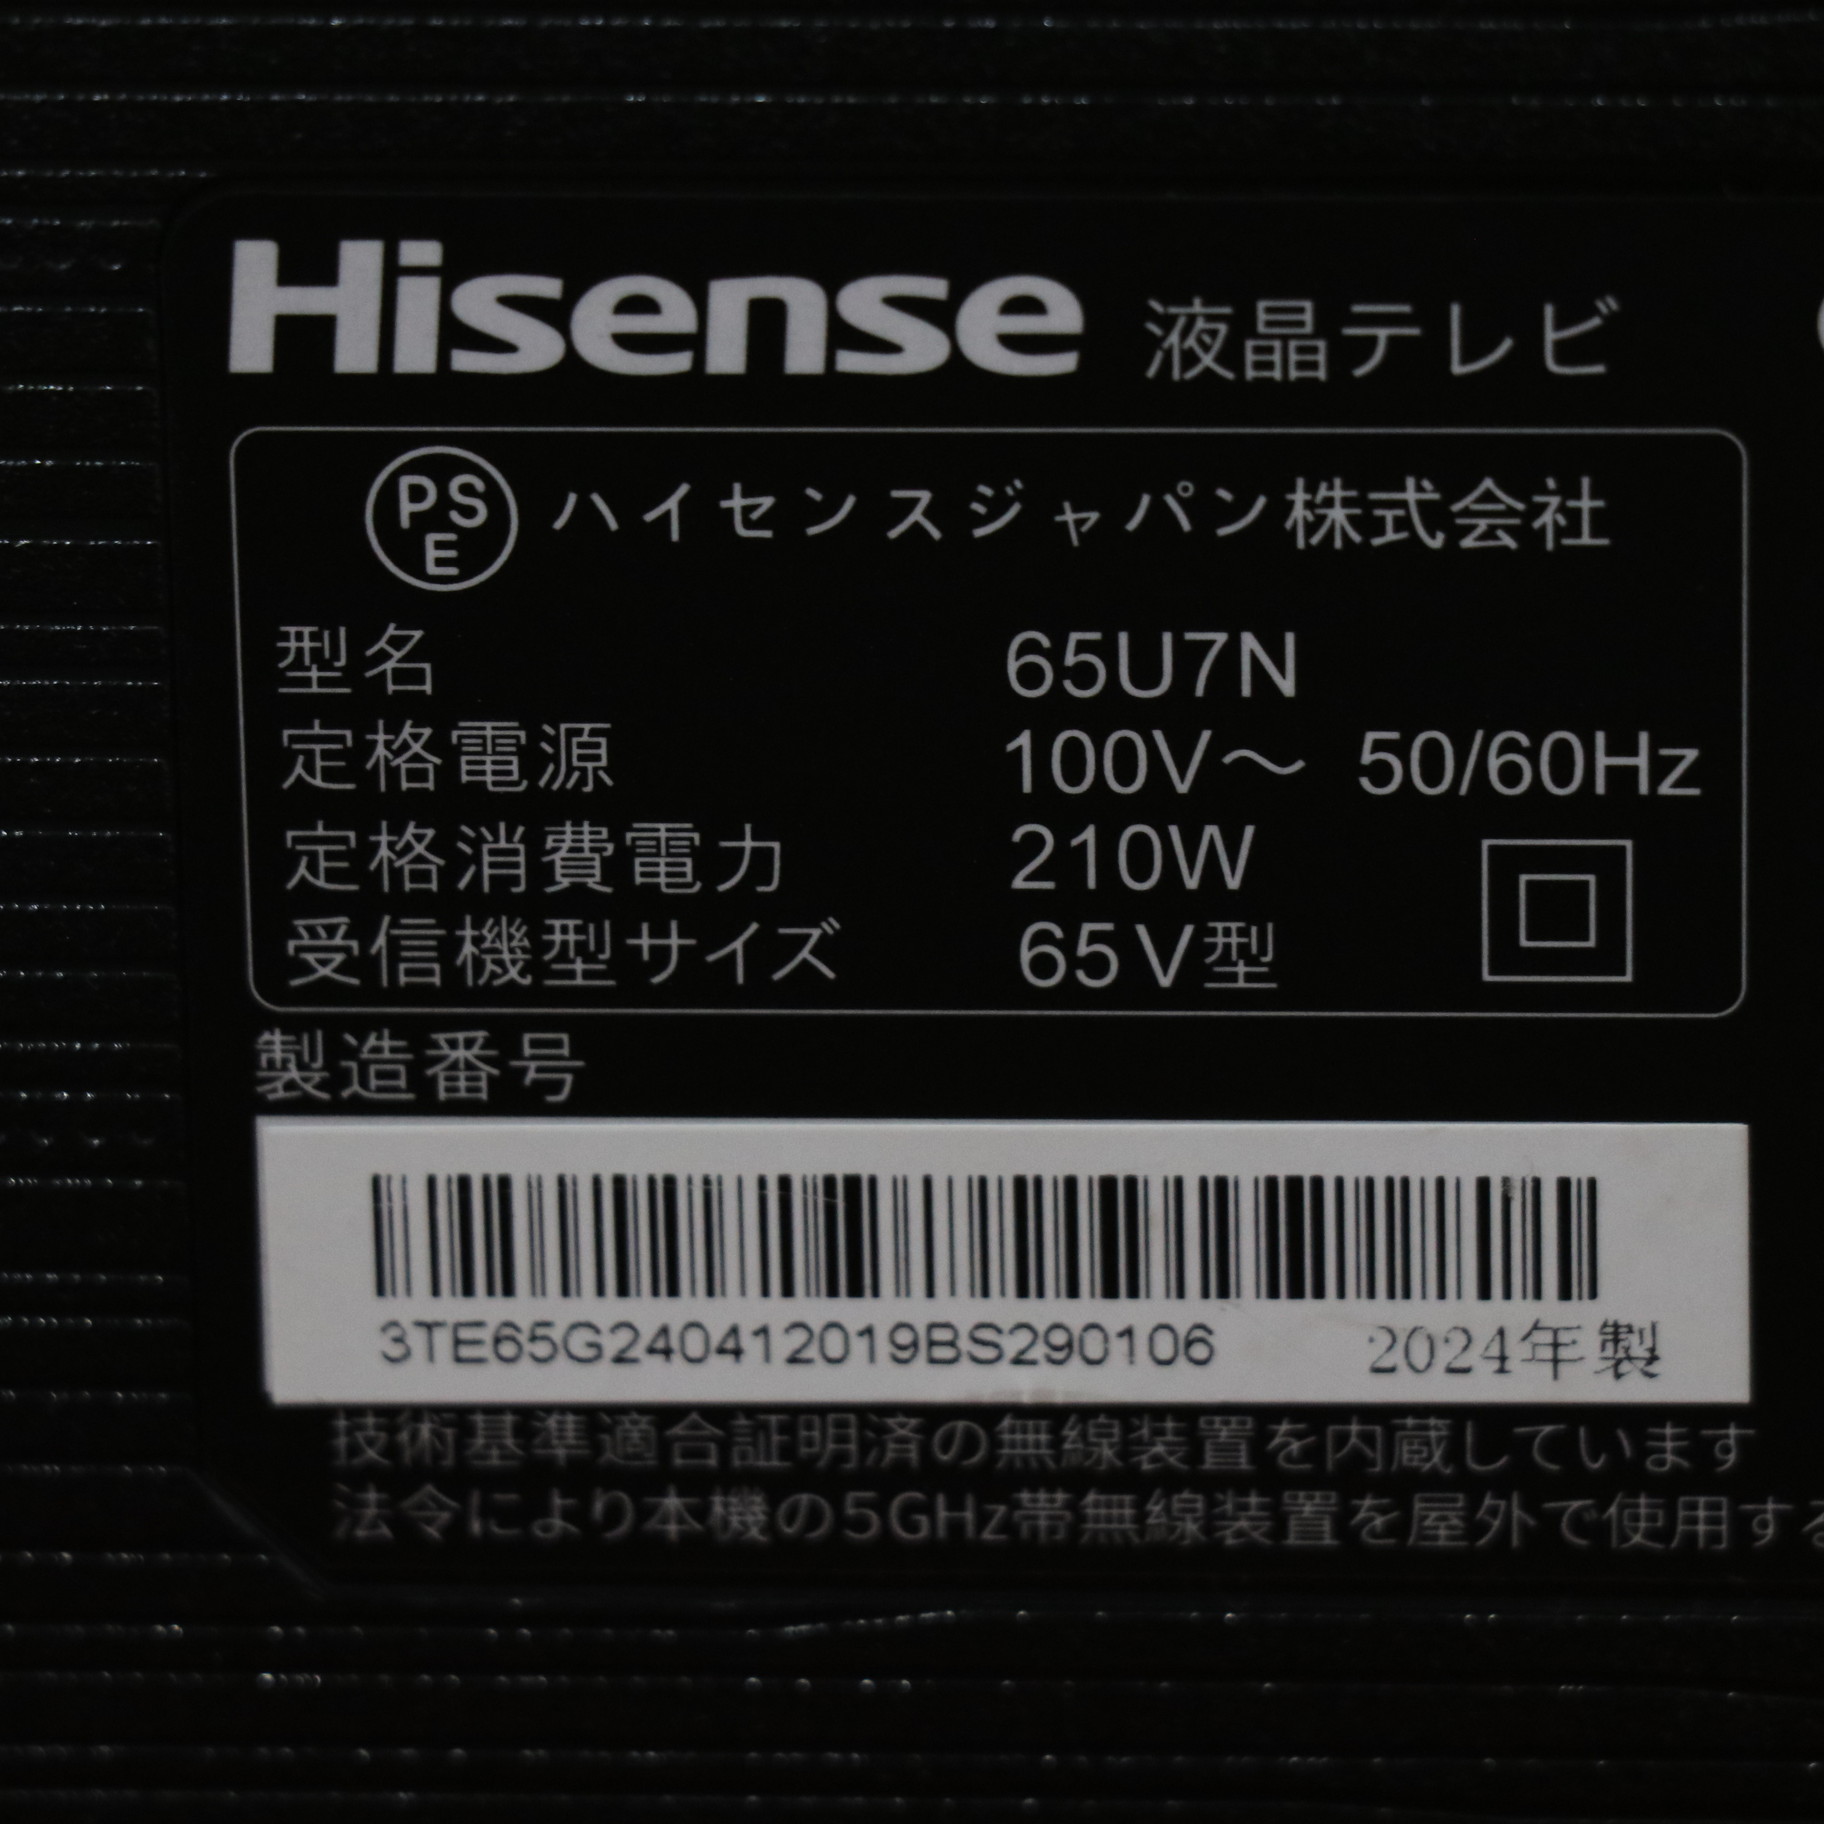 Hisense 液晶テレビ
PSE ハイセンスジャパン株式会社
型名 65U7N
定格電源 100V～ 50/60Hz
定格消費電力 210W
受信機型サイズ 65V型
製造番号
3TE65G240412019BS290106 2024年製
技術基準適合証明済の無線装置を内蔵しています
法令により本機の5GHz帯無線装置を屋外で使用する